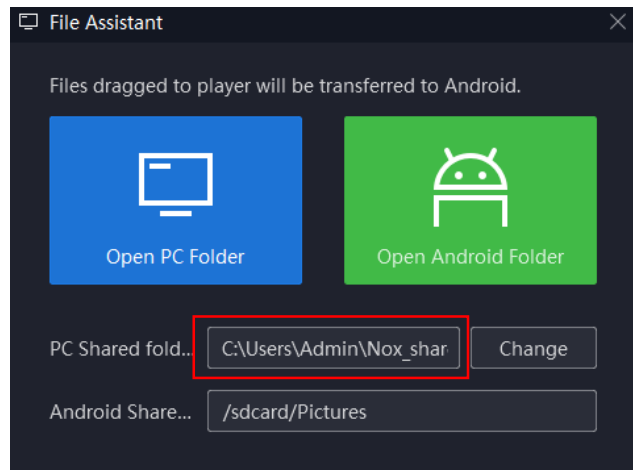 File Assistant
Files dragged to player will be transferred to Android.
Open PC Folder
Open Android Folder
PC Shared fold... C:\Users\Admin\Nox_shar Change
Android Share... /sdcard/Pictures